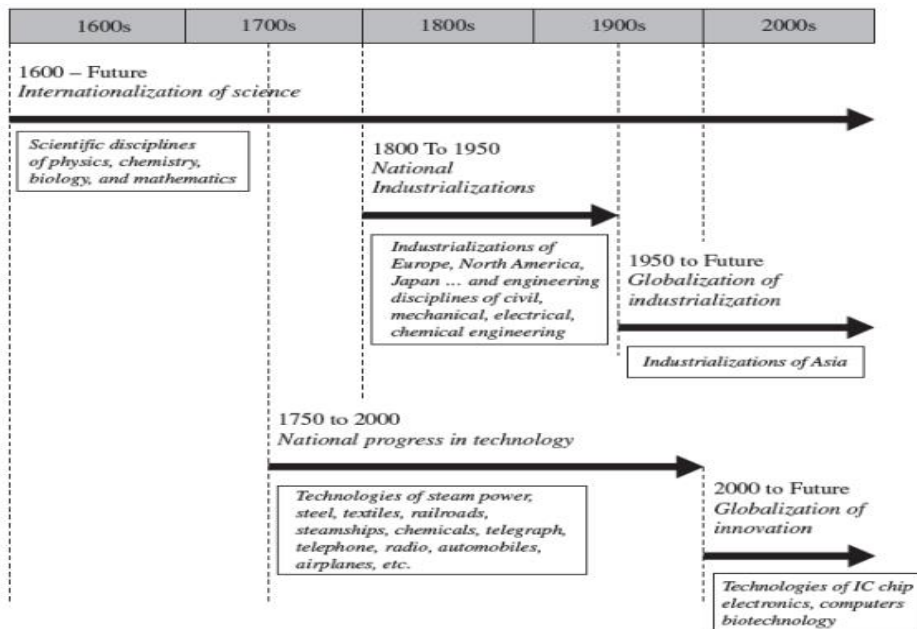 1600s 1700s 1800s 1900s 2000s
1600 – Future
Internationalization of science
Scientific disciplines
of physics, chemistry,
biology, and mathematics
1800 To 1950
National
Industrializations
Industrializations of
Europe, North America,
Japan ... and engineering
disciplines of civil,
mechanical, electrical,
chemical engineering
1950 to Future
Globalization of
industrialization
Industrializations of Asia
1750 to 2000
National progress in technology
Technologies of steam power,
steel, textiles, railroads,
steamships, chemicals, telegraph,
telephone, radio, automobiles,
airplanes, etc.
2000 to Future
Globalization of
innovation
Technologies of IC chip
electronics, computers
biotechnology